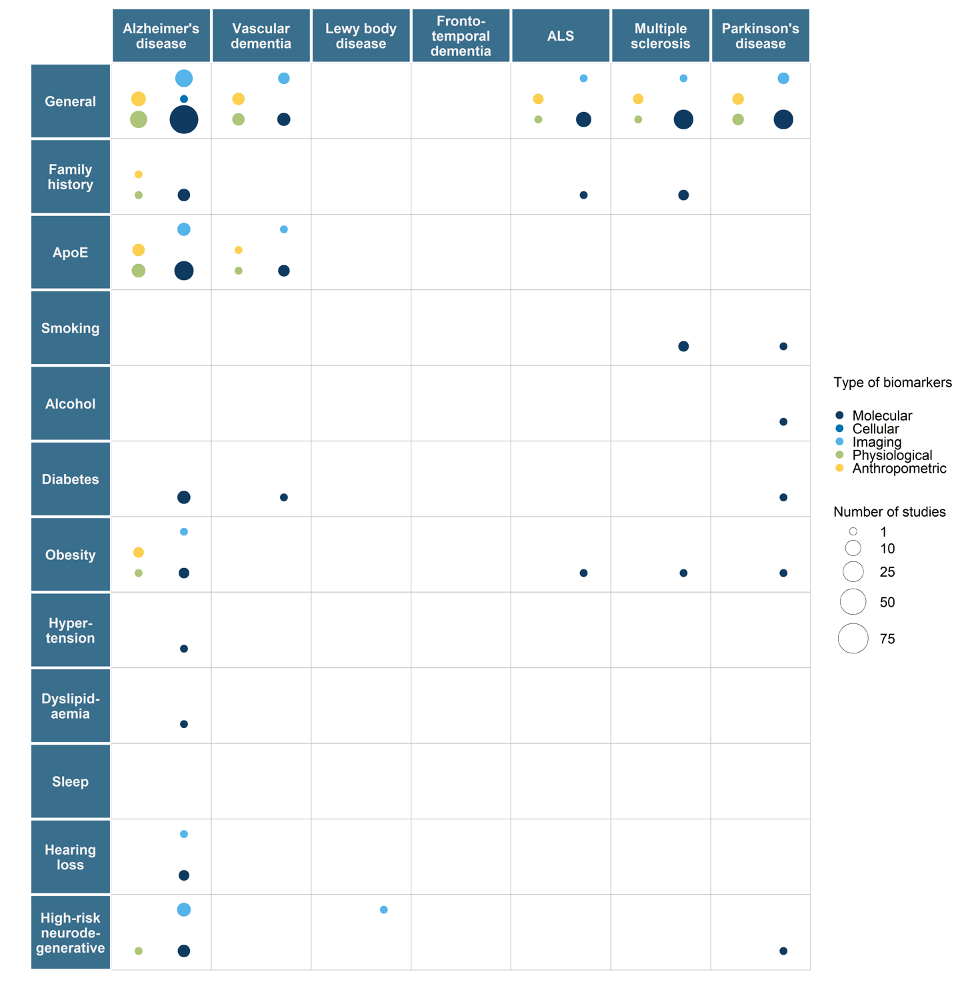 Alzheimer's
disease
Vascular
dementia
Lewy body
disease
Fronto-
temporal
dementia
ALS
Multiple
sclerosis
Parkinson's
disease
General
Family
history
ApoE
Smoking
Alcohol
Diabetes
Obesity
Hyper-
tension
Dyslipid-
aemia
Sleep
Hearing
loss
High-risk
neurode-
generative
Type of biomarkers
Molecular
Cellular
Imaging
Physiological
Anthropometric
Number of studies
1
10
25
50
75